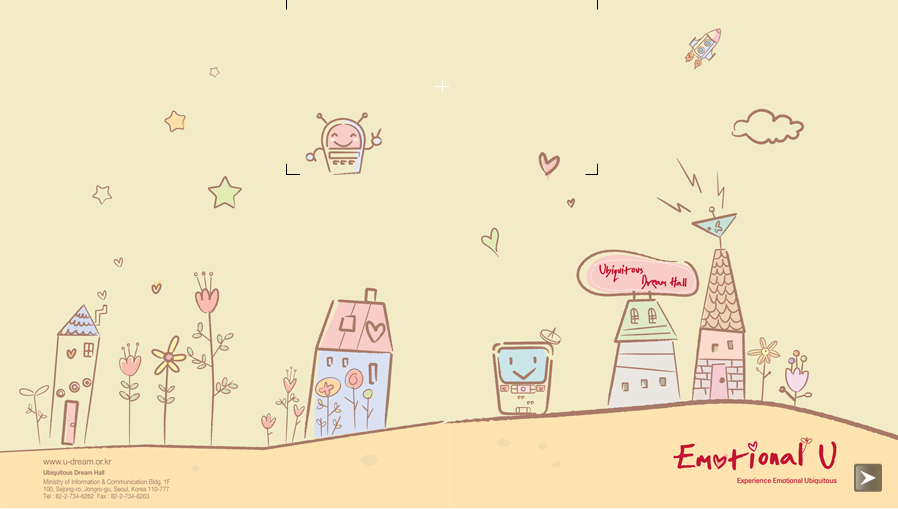 Ubiquitous
Dream Hall
www.u-dream.or.kr
Ubiquitous Dream Hall
Ministry of Information & Communication Bldg. 1F
100, Sejong-ro, Jongro-gu, Seoul, Korea 110-777
Tel : 82-2-734-6262 Fax : 82-2-734-6263
Emotional U
Experience Emotional Ubiquitous